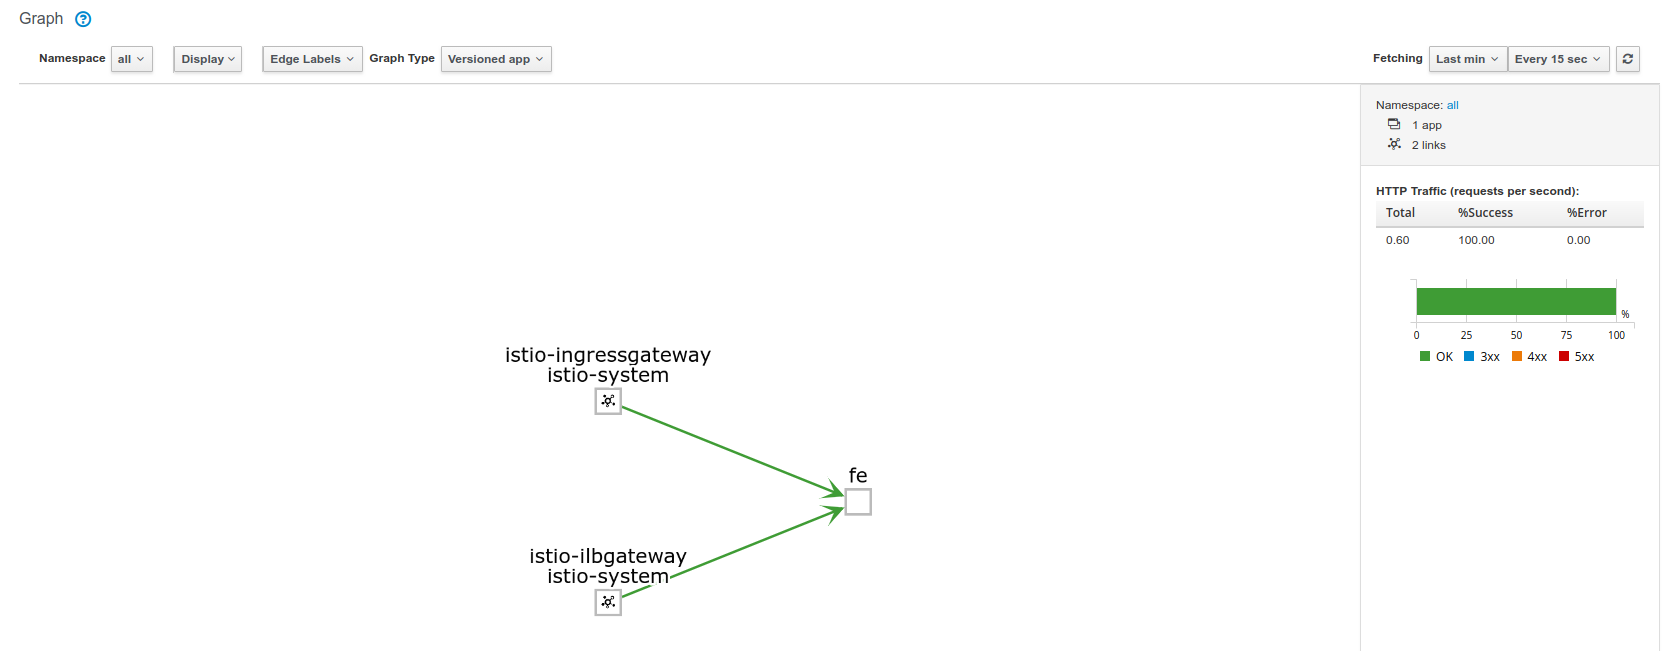 Graph ?
Namespace all Display Edge Labels Graph Type Versioned app Fetching Last min Every 15 sec
Namespace: all
1 app
2 links
HTTP Traffic (requests per second):
Total %Success %Error
0.60 100.00 0.00
%
0 25 50 75 100
OK 3xx 4xx 5xx
istio-ingressgateway
istio-system
fe
istio-ilbgateway
istio-system